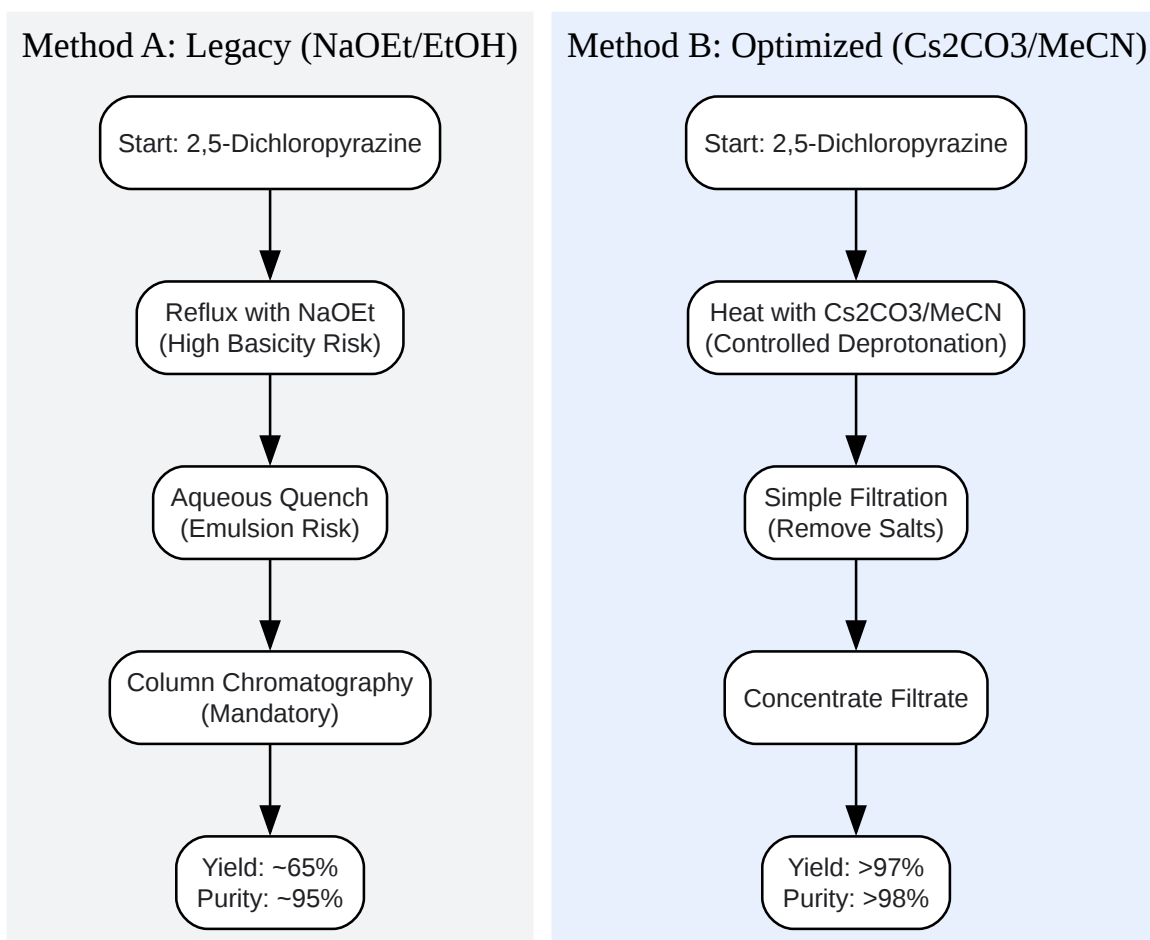 Method A: Legacy (NaOEt/EtOH)
Start: 2,5-Dichloropyrazine
Reflux with NaOEt
(High Basicity Risk)
Aqueous Quench
(Emulsion Risk)
Column Chromatography
(Mandatory)
Yield: ~65%
Purity: ~95%
Method B: Optimized (Cs2CO3/MeCN)
Start: 2,5-Dichloropyrazine
Heat with Cs2CO3/MeCN
(Controlled Deprotonation)
Simple Filtration
(Remove Salts)
Concentrate Filtrate
Yield: >97%
Purity: >98%